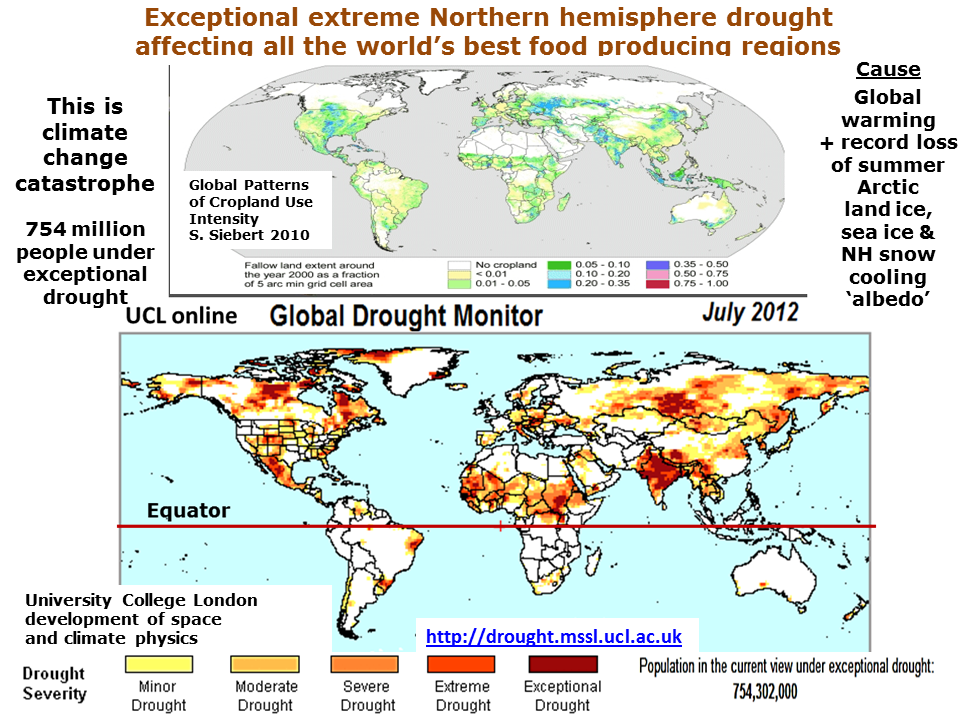 Exceptional extreme Northern hemisphere drought
affecting all the world's best food producing regions
This is
climate
change
catastrophe
754 million
people under
exceptional
drought
Global Patterns
of Cropland Use
Intensity
S. Siebert 2010
Cause
Global
warming
+ record loss
of summer
Arctic
land ice,
sea ice &
NH snow
cooling
‘albedo’
Fallow land extent around
the year 2000 as a fraction
of 5 arc min grid cell area
No cropland
< 0.01
0.01 - 0.05
0.05 - 0.10
0.10 - 0.20
0.20 - 0.35
0.35 - 0.50
0.50 - 0.75
0.75 - 1.00
UCL online
Global Drought Monitor
July 2012
Equator
University College London
development of space
and climate physics
http://drought.mssl.ucl.ac.uk
Drought
Severity
Minor
Drought
Moderate
Drought
Severe
Drought
Extreme
Drought
Exceptional
Drought
Population in the current view under exceptional drought:
754,302,000